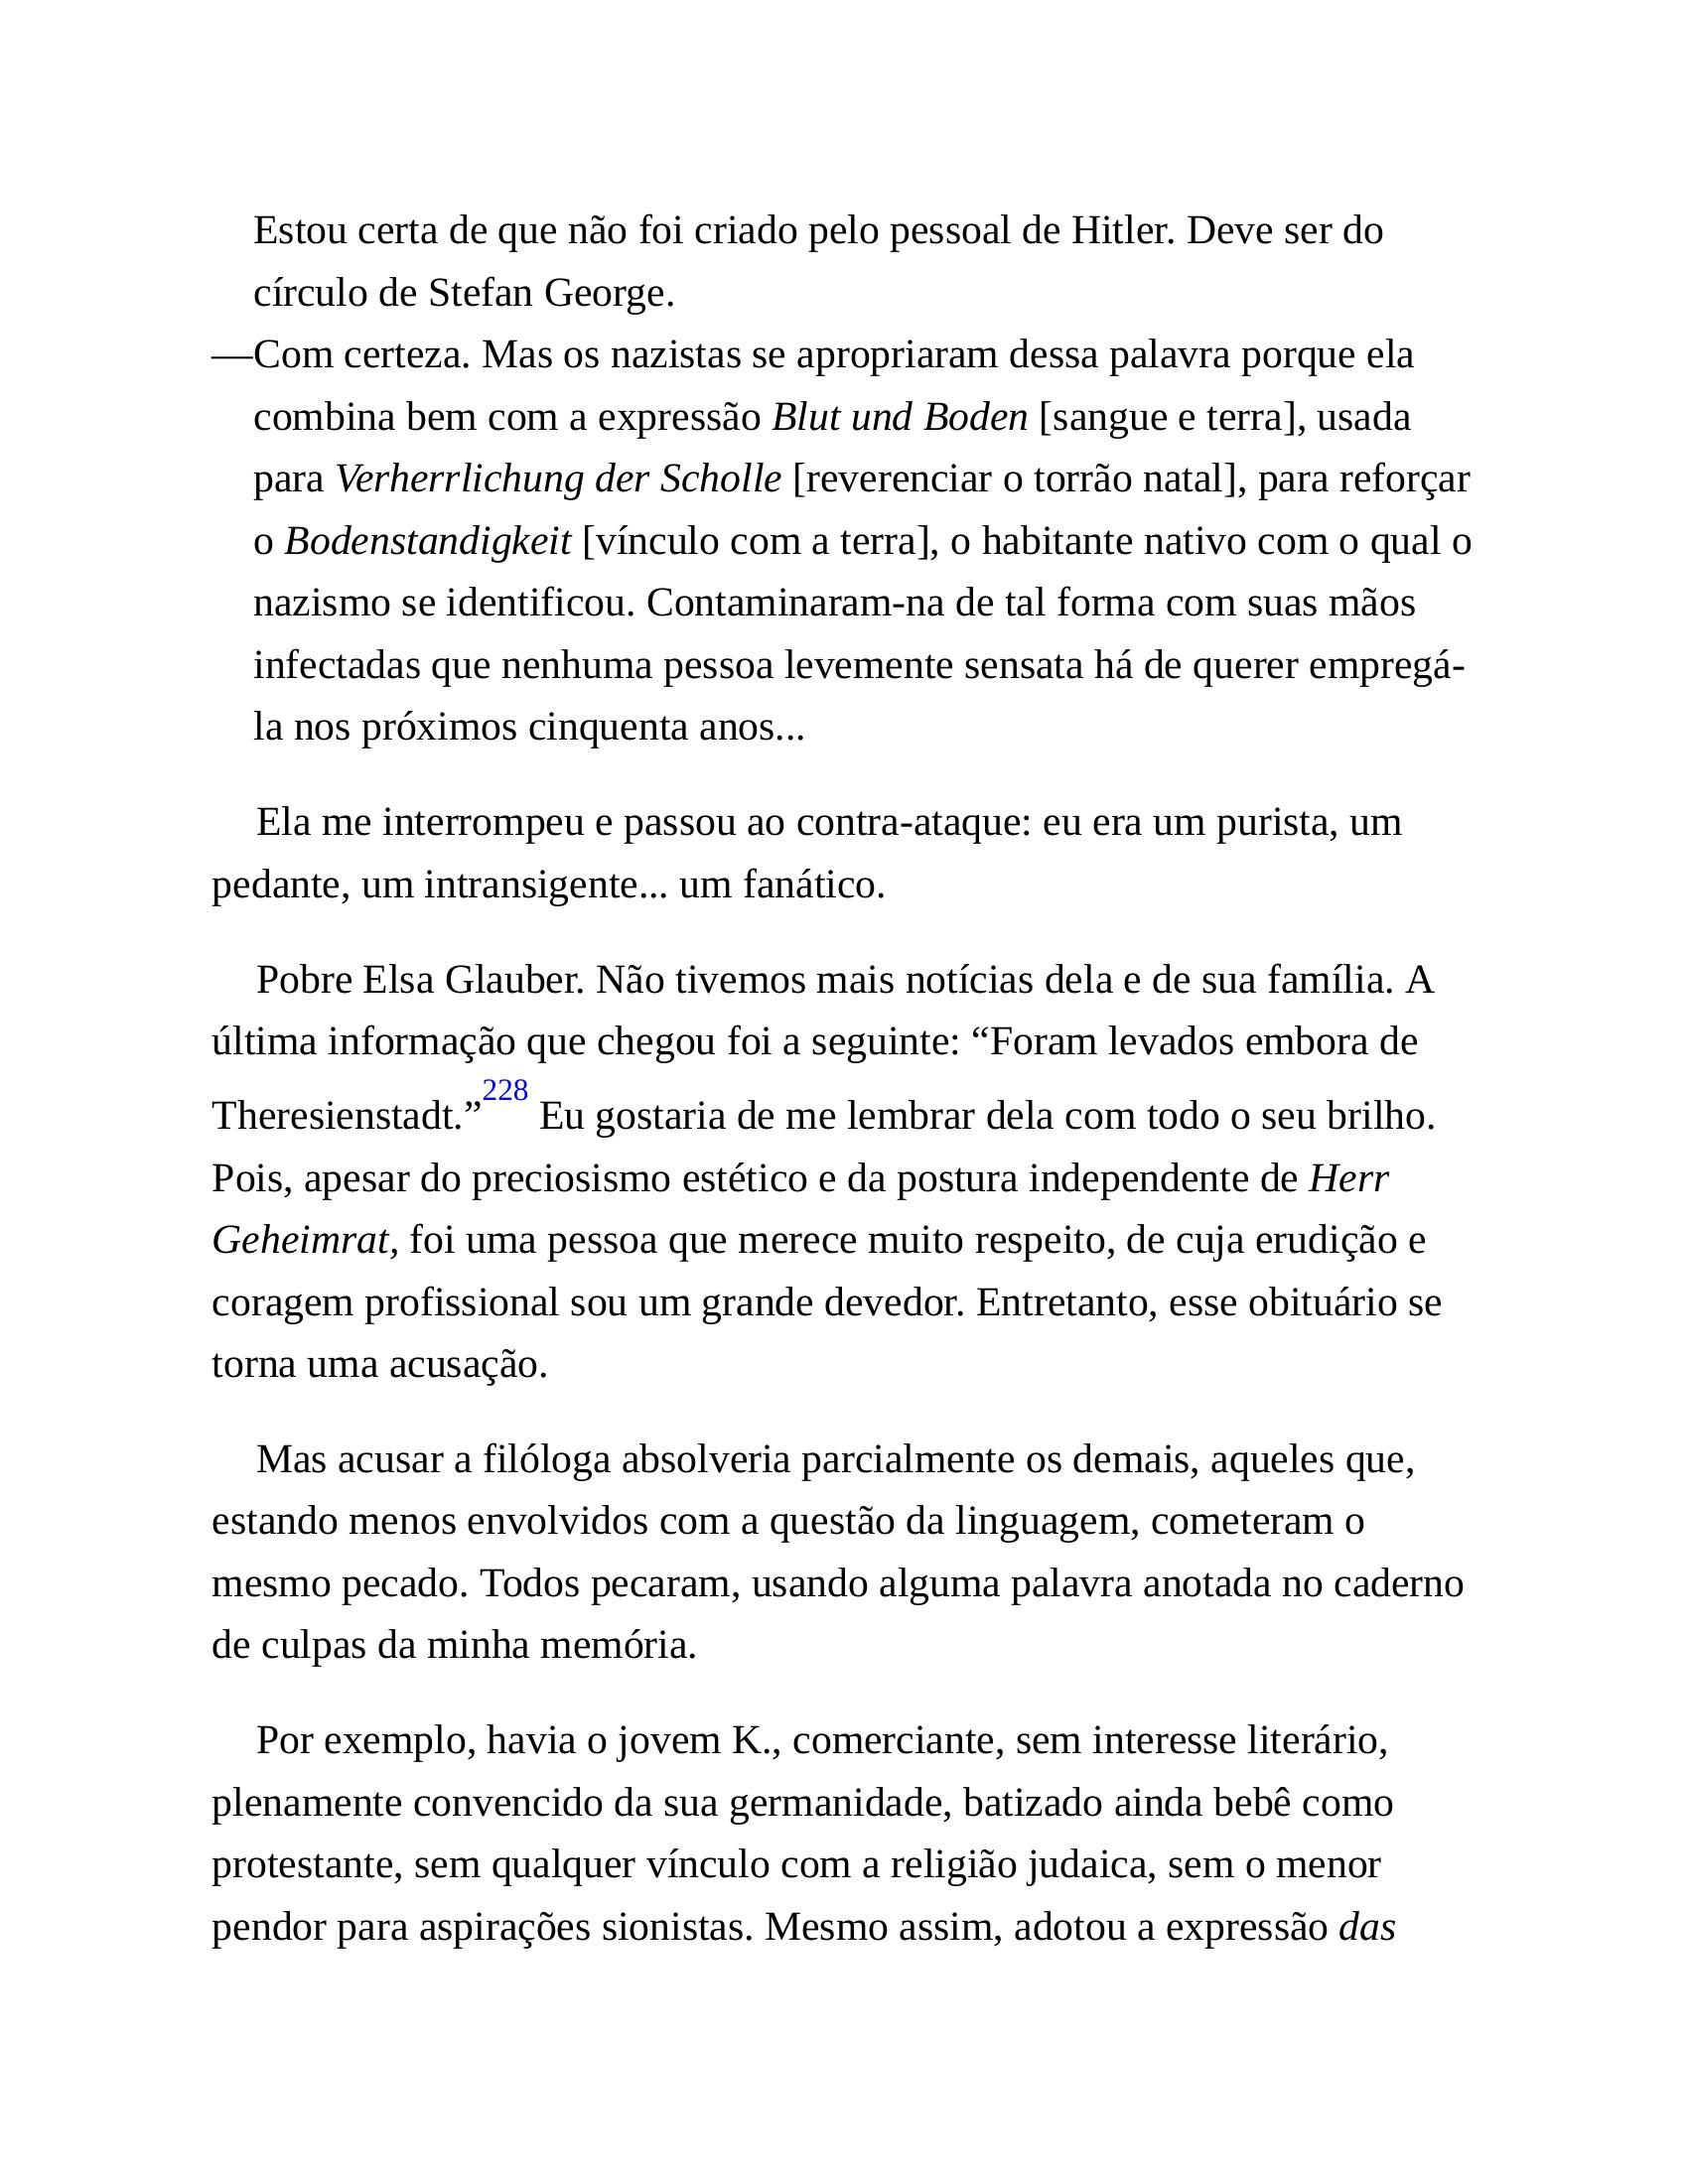 Estou certa de que não foi criado pelo pessoal de Hitler. Deve ser do
círculo de Stefan George.
—Com certeza. Mas os nazistas se apropriaram dessa palavra porque ela
combina bem com a expressão Blut und Boden [sangue e terra], usada
para Verherrlichung der Scholle [reverenciar o torrão natal], para reforçar
o Bodenstandigkeit [vínculo com a terra], o habitante nativo com o qual o
nazismo se identificou. Contaminaram-na de tal forma com suas mãos
infectadas que nenhuma pessoa levemente sensata há de querer empregá-
la nos próximos cinquenta anos...
Ela me interrompeu e passou ao contra-ataque: eu era um purista, um
pedante, um intransigente... um fanático.
Pobre Elsa Glauber. Não tivemos mais notícias dela e de sua família. A
última informação que chegou foi a seguinte: “Foram levados embora de
Theresienstadt.”228 Eu gostaria de me lembrar dela com todo o seu brilho.
Pois, apesar do preciosismo estético e da postura independente de Herr
Geheimrat, foi uma pessoa que merece muito respeito, de cuja erudição e
coragem profissional sou um grande devedor. Entretanto, esse obituário se
torna uma acusação.
Mas acusar a filóloga absolveria parcialmente os demais, aqueles que,
estando menos envolvidos com a questão da linguagem, cometeram o
mesmo pecado. Todos pecaram, usando alguma palavra anotada no caderno
de culpas da minha memória.
Por exemplo, havia o jovem K., comerciante, sem interesse literário,
plenamente convencido da sua germanidade, batizado ainda bebê como
protestante, sem qualquer vínculo com a religião judaica, sem o menor
pendor para aspirações sionistas. Mesmo assim, adotou a expressão das